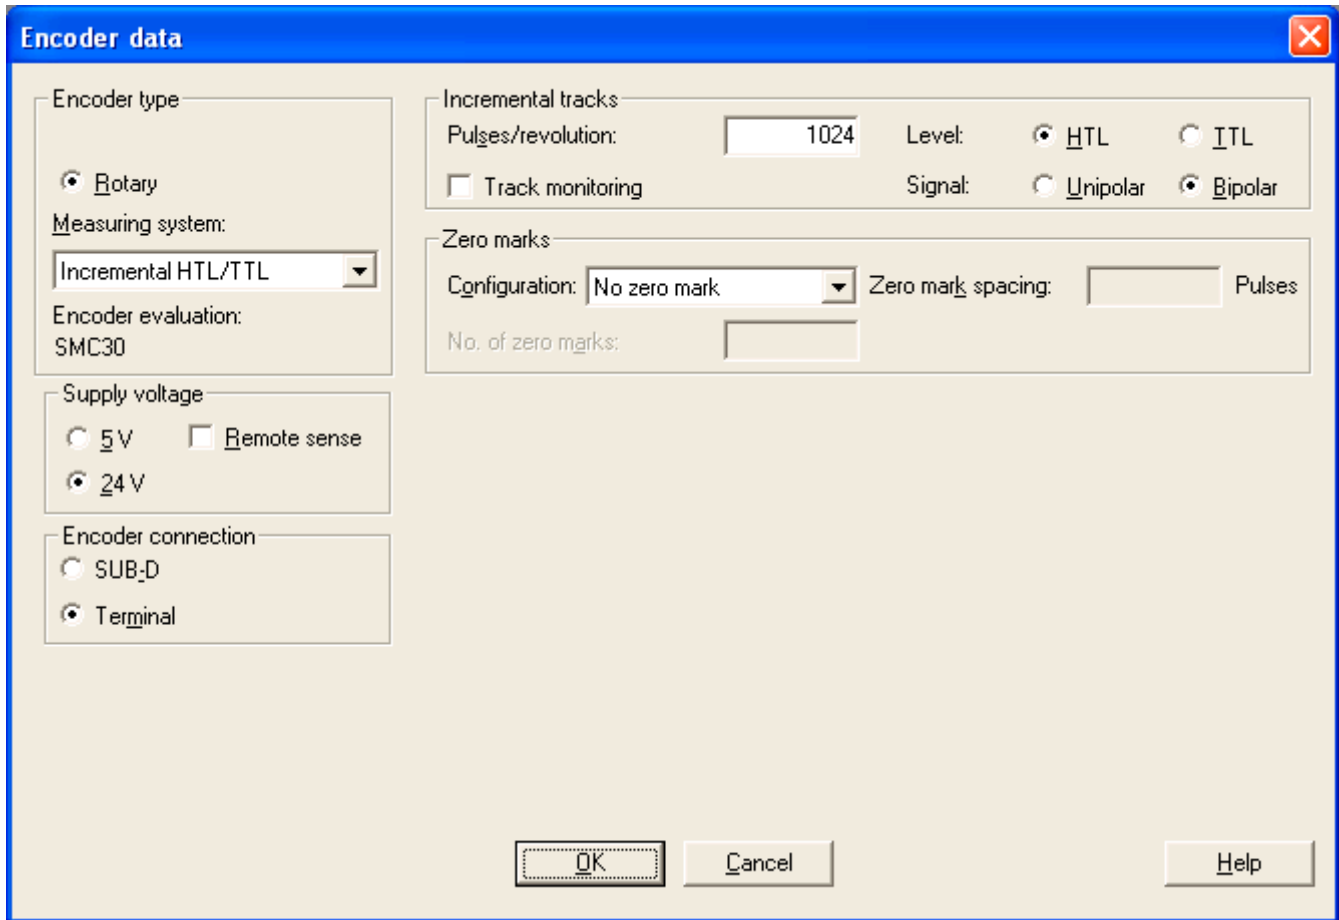 Encoder data
Encoder type
Rotary
Measuring system:
Incremental HTL/TTL
Encoder evaluation:
SMC30
Supply voltage
5 V Remote sense
24 V
Encoder connection
SUB-D
Terminal
Incremental tracks
Pulses/revolution: 1024 Level: HTL TTL
Track monitoring Signal: Unipolar Bipolar
Zero marks
Configuration: No zero mark Zero mark spacing: Pulses
No. of zero marks:
OK Cancel Help